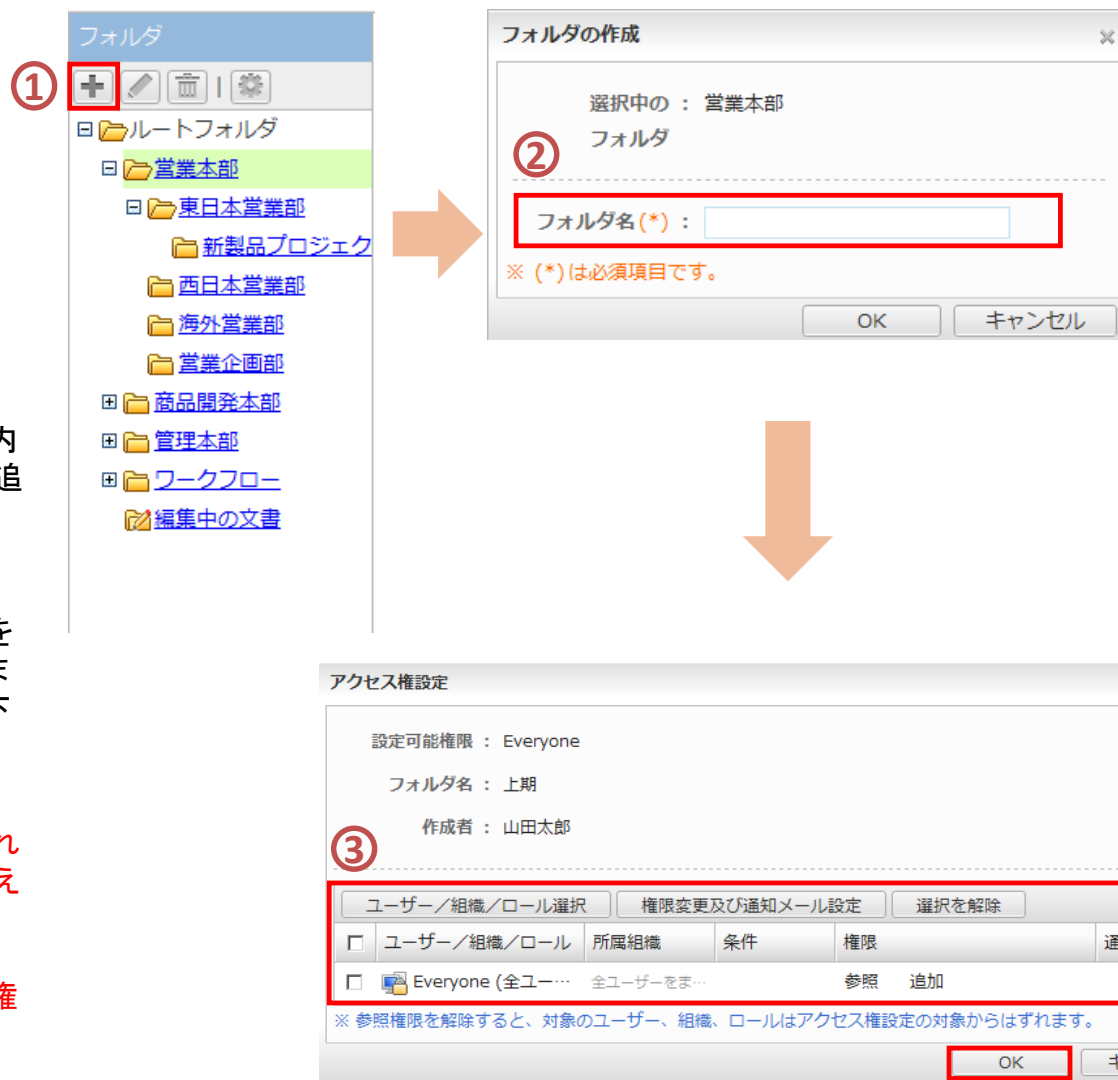 フォルダ
①
ルートフォルダ
営業本部
東日本営業部
新製品プロジェク
西日本営業部
海外営業部
営業企画部
商品開発本部
管理本部
ワークフロー
編集中の文書
フォルダの作成
選択中の : 営業本部
フォルダ
②
フォルダ名(*) :
※ (*)は必須項目です。
OK キャンセル
内
追
を
ま
下
れ
え
権
アクセス権設定
設定可能権限 : Everyone
フォルダ名 : 上期
作成者 : 山田太郎
③
ユーザー／組織／ロール選択 権限変更及び通知メール設定 選択を解除
ユーザー／組織／ロール 所属組織 条件 権限 通
Everyone (全ユー… 全ユーザーをま… 参照 追加
※ 参照権限を解除すると、対象のユーザー、組織、ロールはアクセス権設定の対象からはずれます。
OK キ